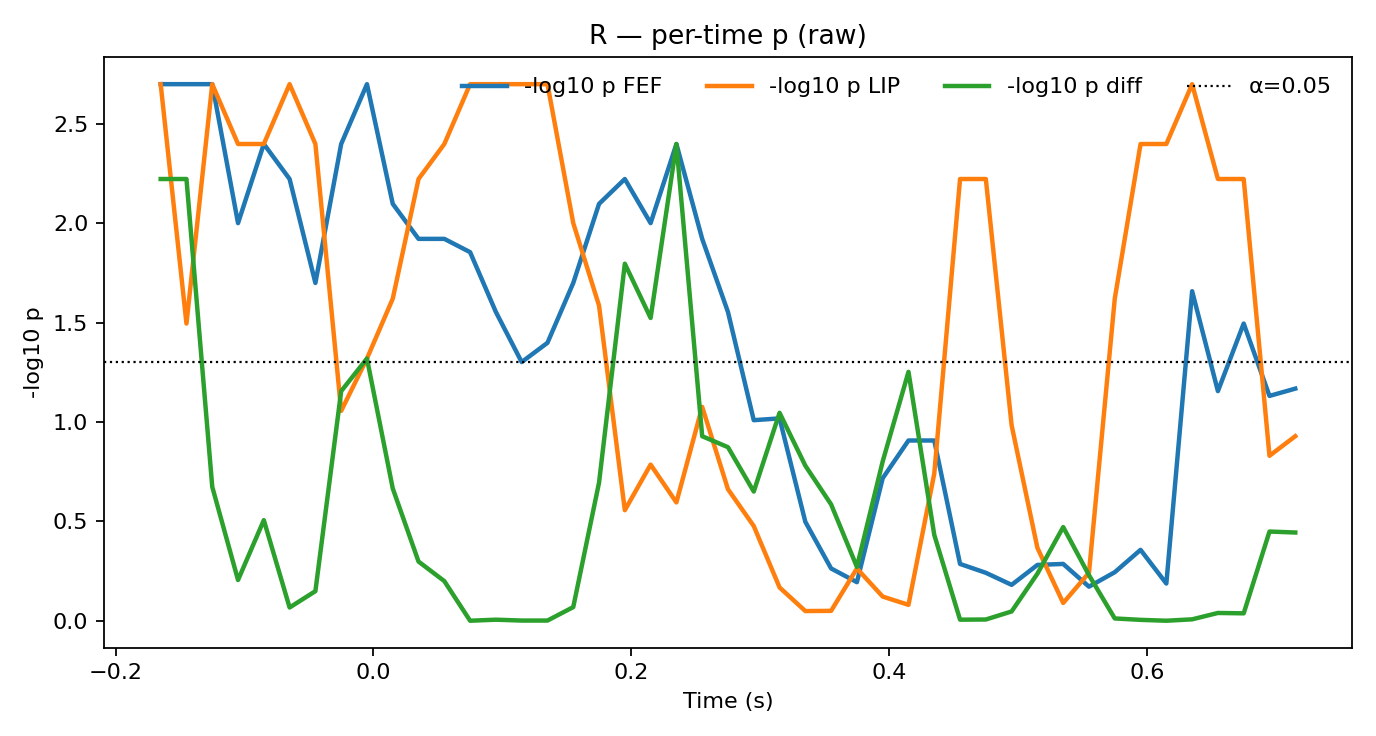 R — per-time p (raw)
-log10 p FEF
-log10 p LIP
-log10 p diff
α=0.05
2.5
2.0
1.5
1.0
0.5
0.0
-log10 p
−0.2
0.0
0.2
0.4
0.6
Time (s)